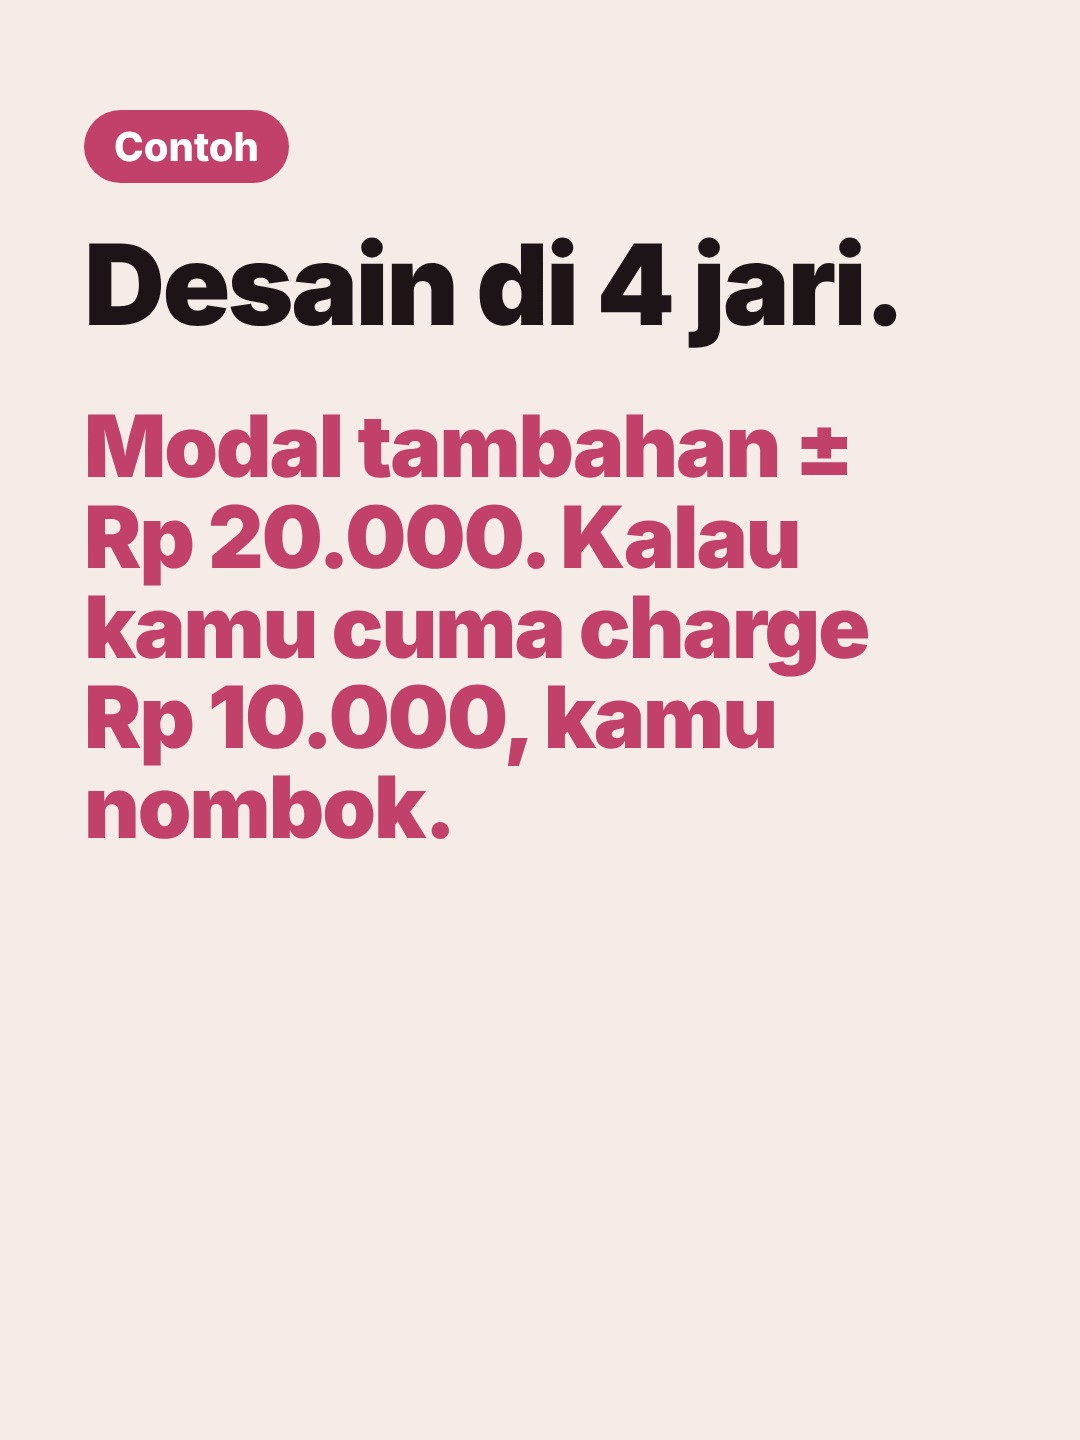 Contoh
Desain di 4 jari.
Modal tambahan ±
Rp 20.000. Kalau
kamu cuma charge
Rp 10.000, kamu
nombok.